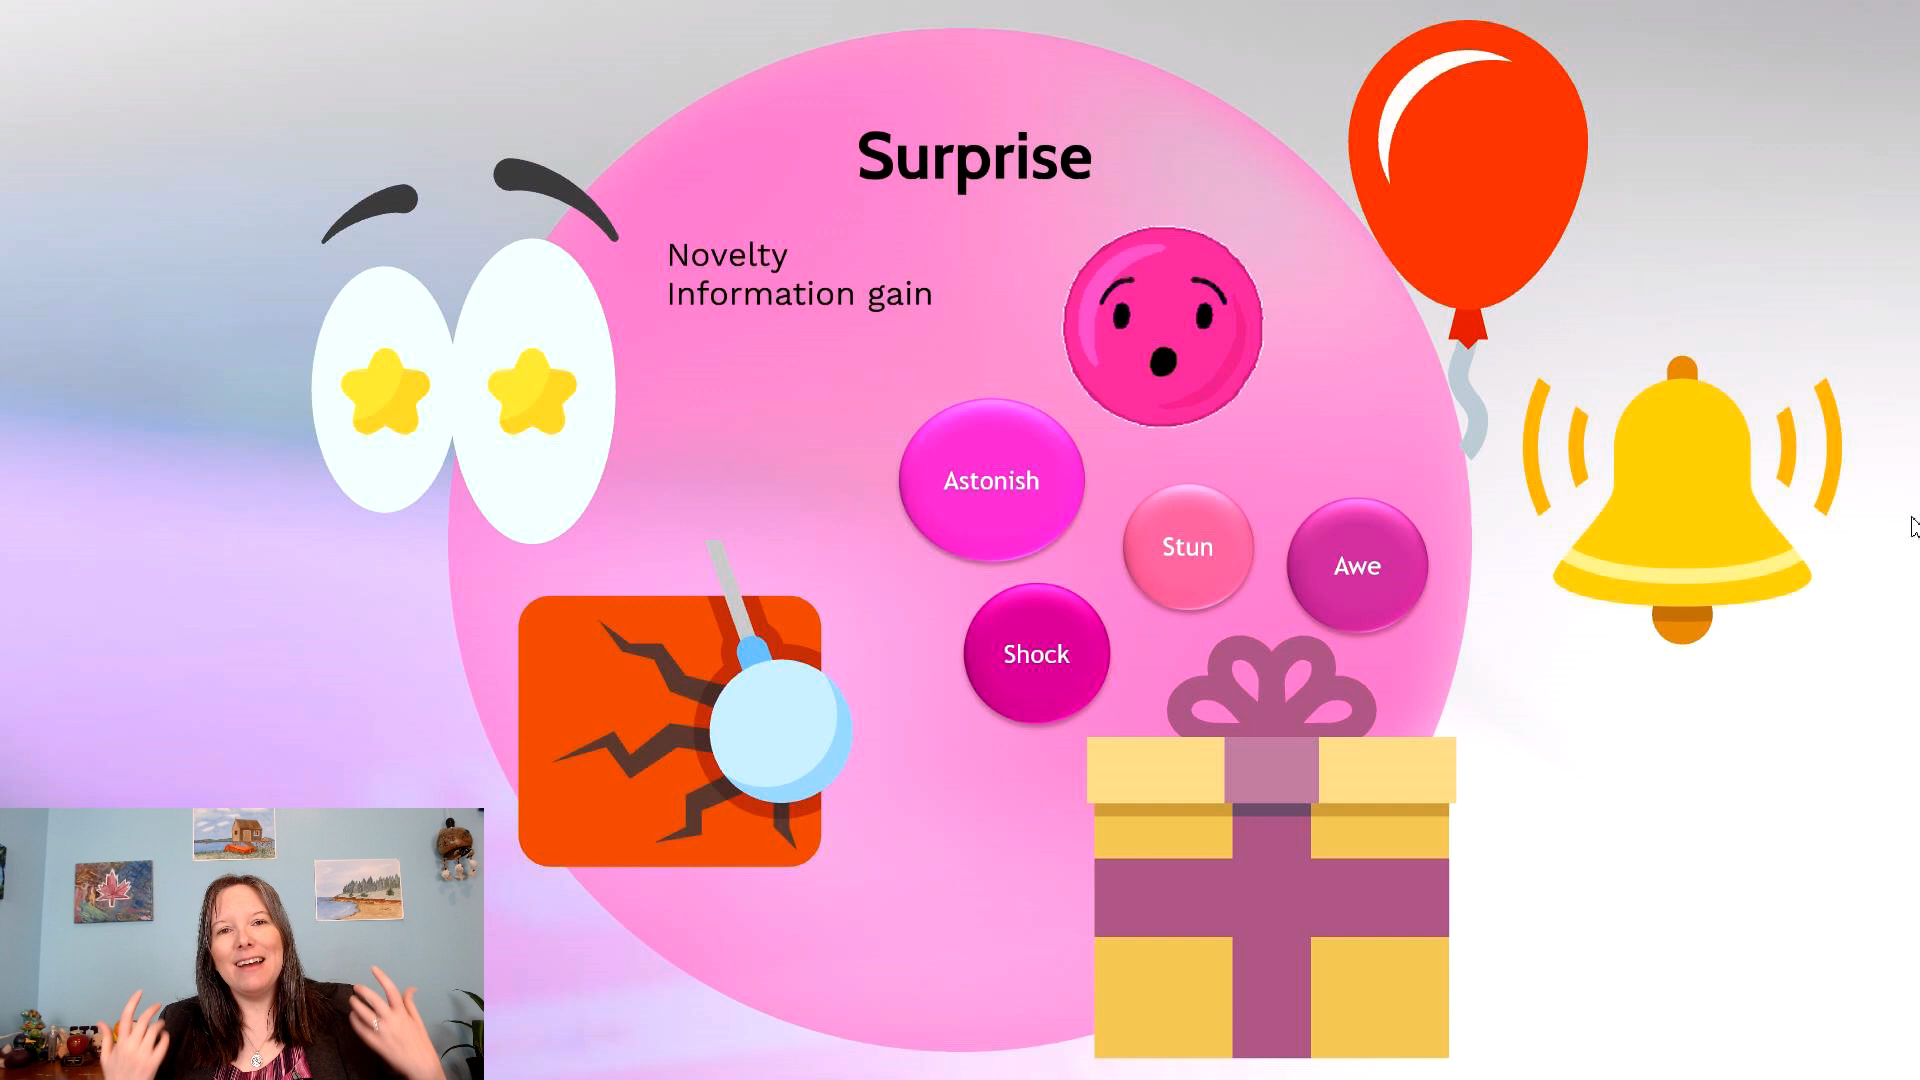 Surprise
Novelty
Information gain
Astonish
Stun
Awe
Shock